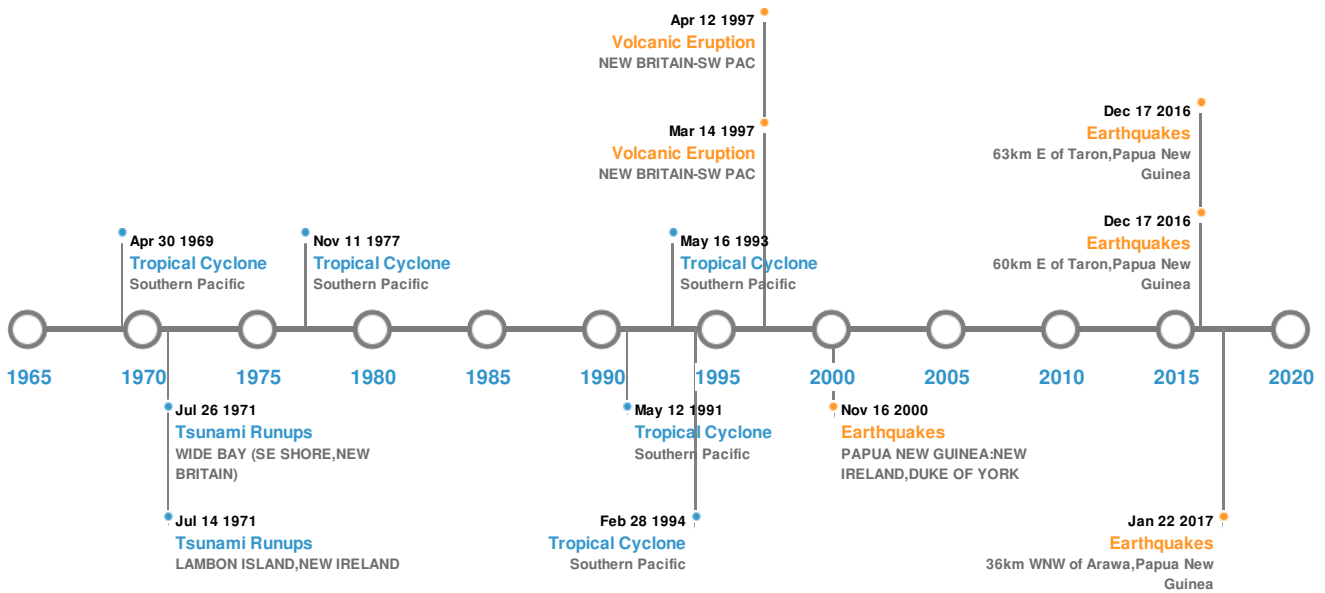 Apr 12 1997
Volcanic Eruption
NEW BRITAIN-SW PAC
Mar 14 1997
Volcanic Eruption
NEW BRITAIN-SW PAC
Dec 17 2016
Earthquakes
63km E of Taron,Papua New
Guinea
Dec 17 2016
Earthquakes
60km E of Taron,Papua New
Guinea
Apr 30 1969
Tropical Cyclone
Southern Pacific
Nov 11 1977
Tropical Cyclone
Southern Pacific
May 16 1993
Tropical Cyclone
Southern Pacific
1965 1970 1975 1980 1985 1990 1995 2000 2005 2010 2015 2020
Jul 26 1971
Tsunami Runups
WIDE BAY (SE SHORE,NEW
BRITAIN)
Jul 14 1971
Tsunami Runups
LAMBON ISLAND,NEW IRELAND
May 12 1991
Tropical Cyclone
Southern Pacific
Feb 28 1994
Tropical Cyclone
Southern Pacific
Nov 16 2000
Earthquakes
PAPUA NEW GUINEA:NEW
IRELAND,DUKE OF YORK
Jan 22 2017
Earthquakes
36km WNW of Arawa,Papua New
Guinea